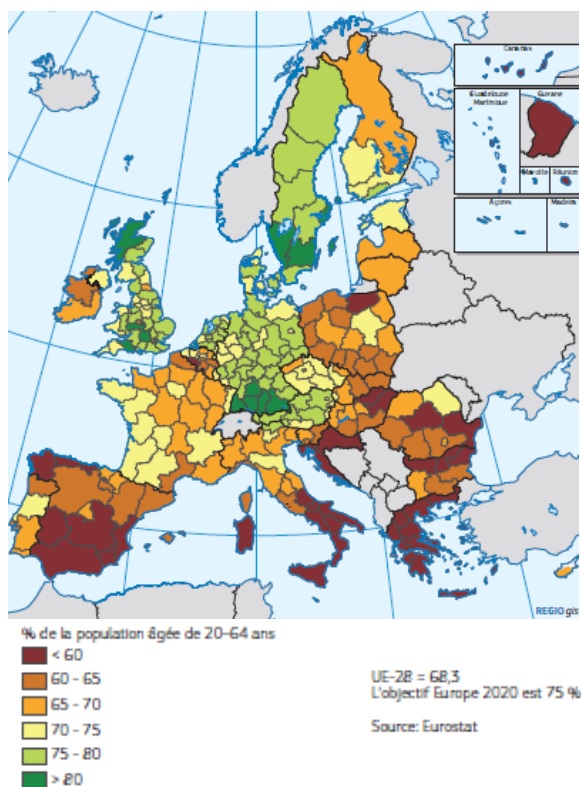 Canaries
Guadeloupe
Martinique
Guyane
Mayotte
Réunion
Açores
Madeira
REGIOgis
% de la population âgée de 20-64 ans
< 60
60 - 65
65 - 70
70 - 75
75 - 80
> 80
UE-28 = 68,3
L'objectif Europe 2020 est 75 %
Source: Eurostat